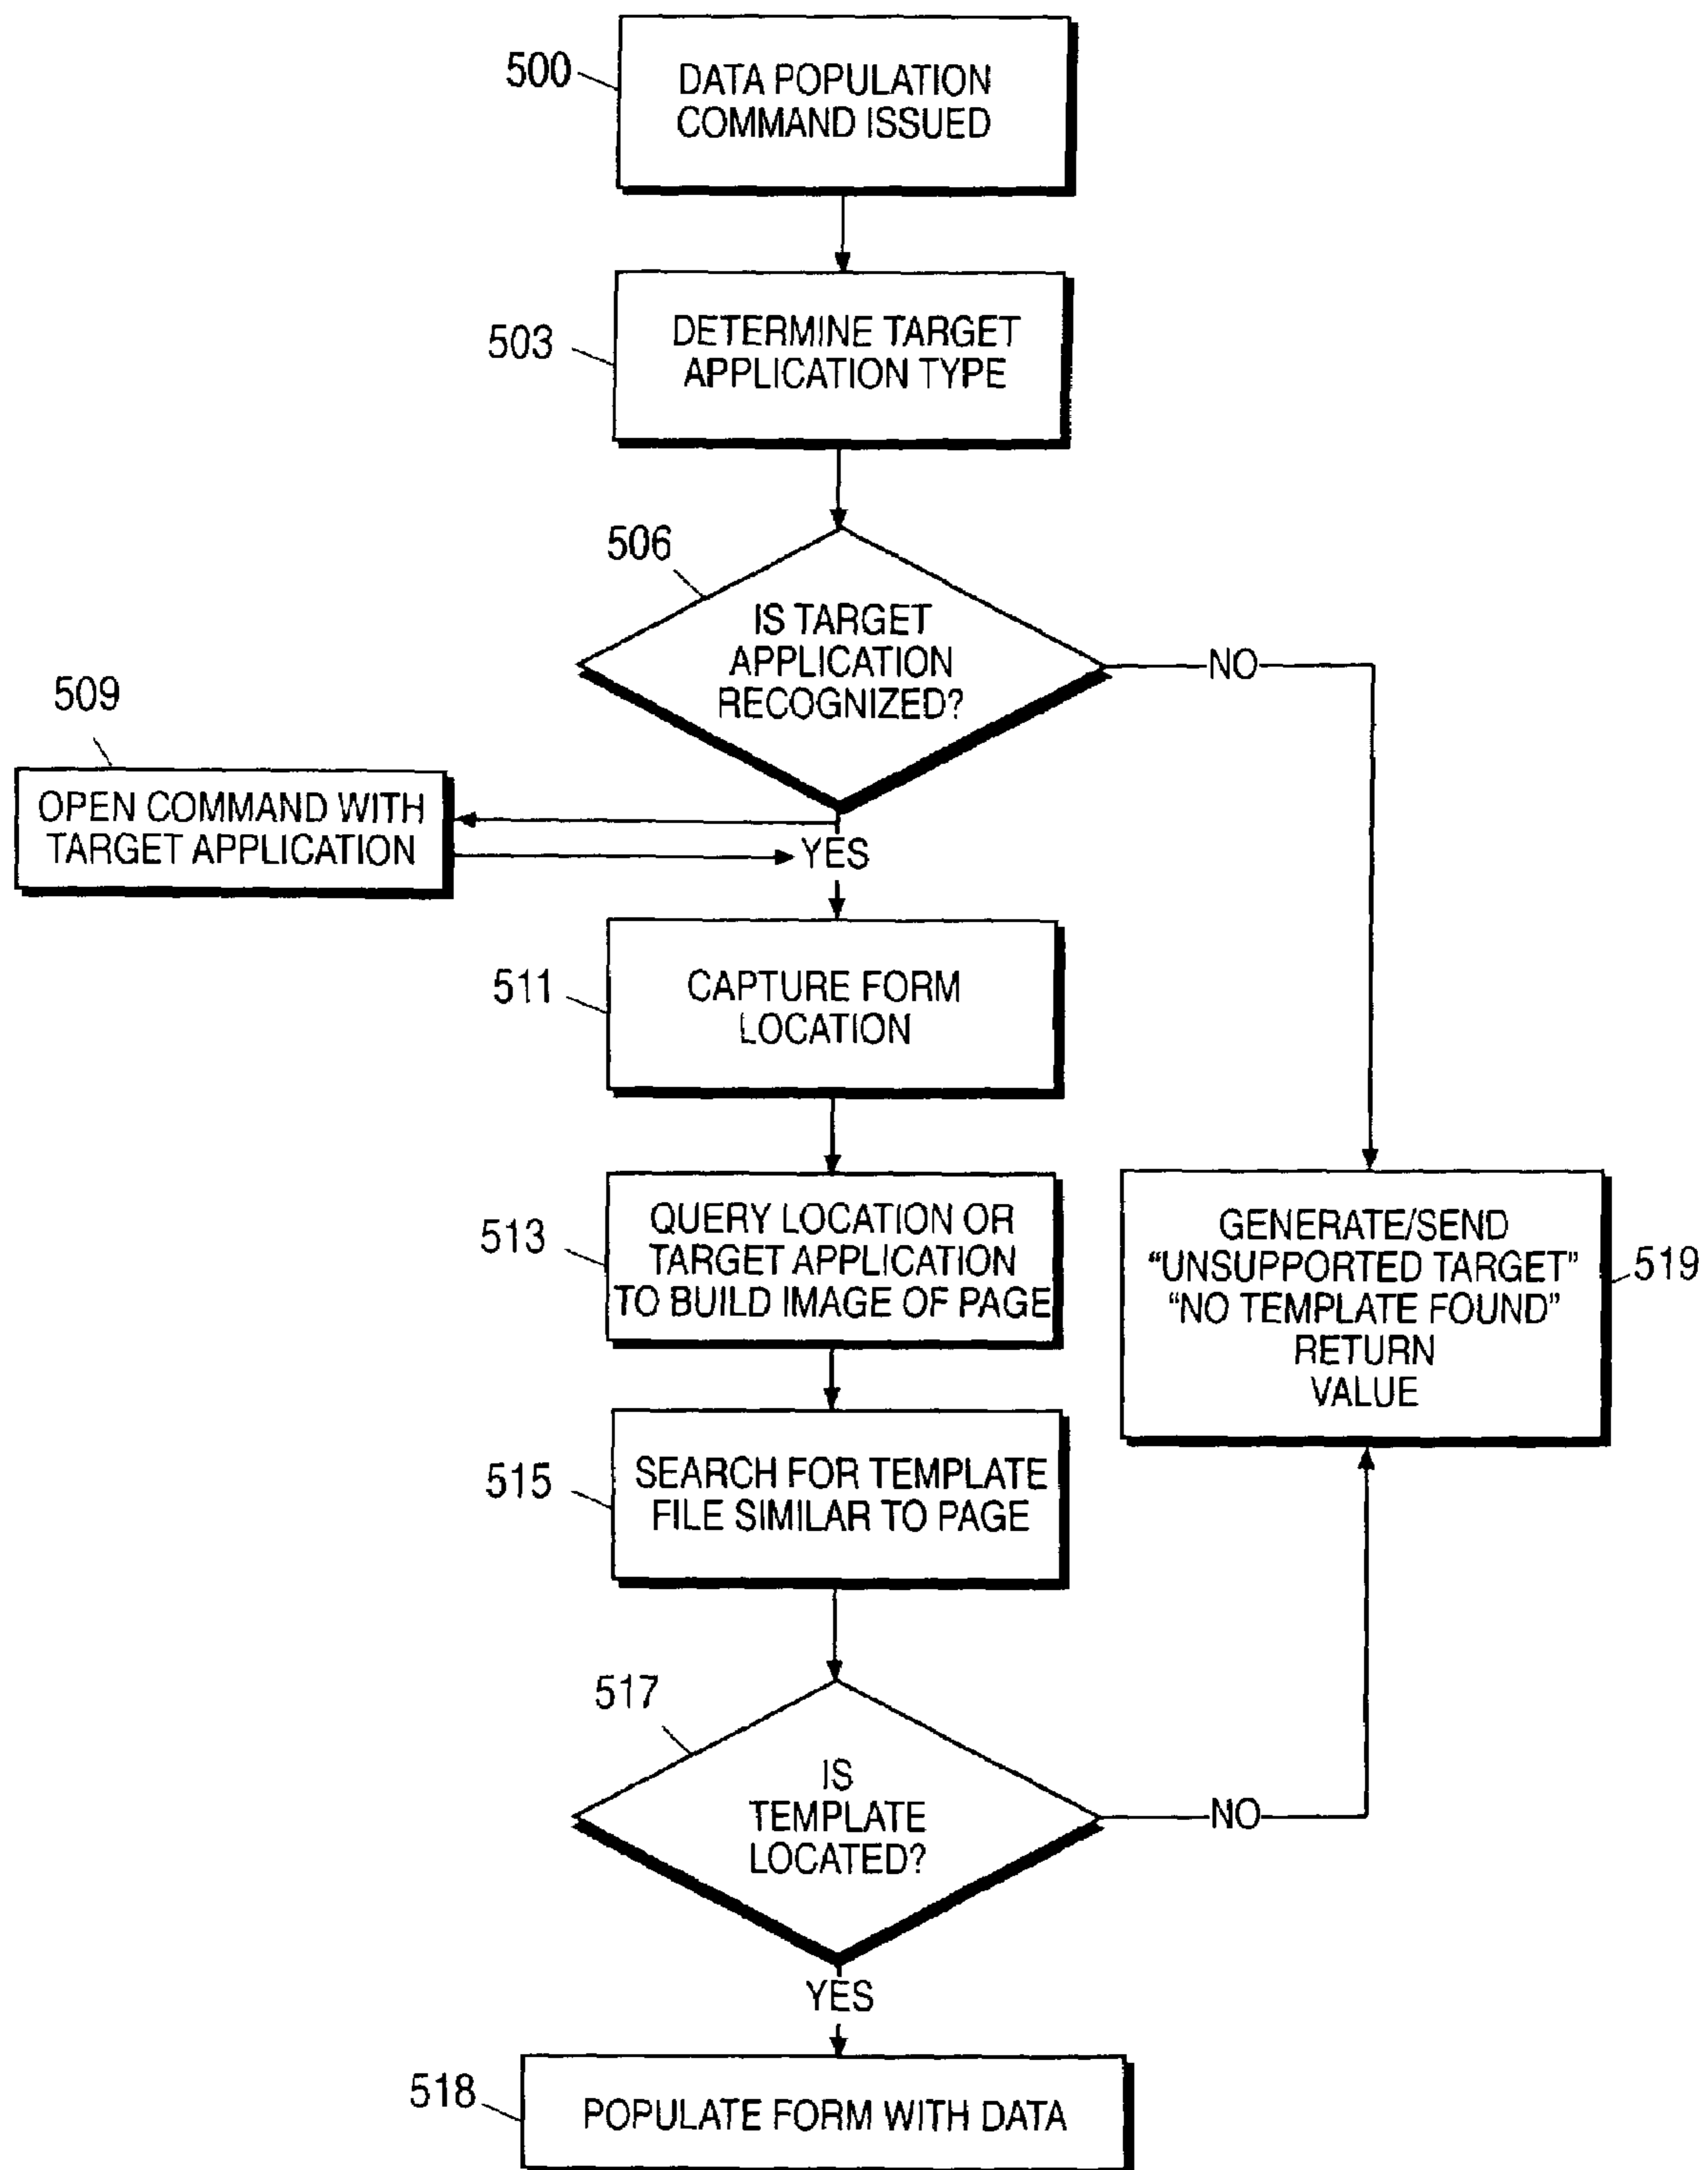 500
DATA POPULATION
COMMAND ISSUED
503
DETERMINE TARGET
APPLICATION TYPE
506
IS TARGET
APPLICATION
RECOGNIZED?
NO
509
OPEN COMMAND WITH
TARGET APPLICATION
YES
511
CAPTURE FORM
LOCATION
513
QUERY LOCATION OR
TARGET APPLICATION
TO BUILD IMAGE OF PAGE
GENERATE/SEND
“UNSUPPORTED TARGET”
“NO TEMPLATE FOUND”
RETURN
VALUE
519
515
SEARCH FOR TEMPLATE
FILE SIMILAR TO PAGE
517
IS
TEMPLATE
LOCATED?
NO
YES
518
POPULATE FORM WITH DATA